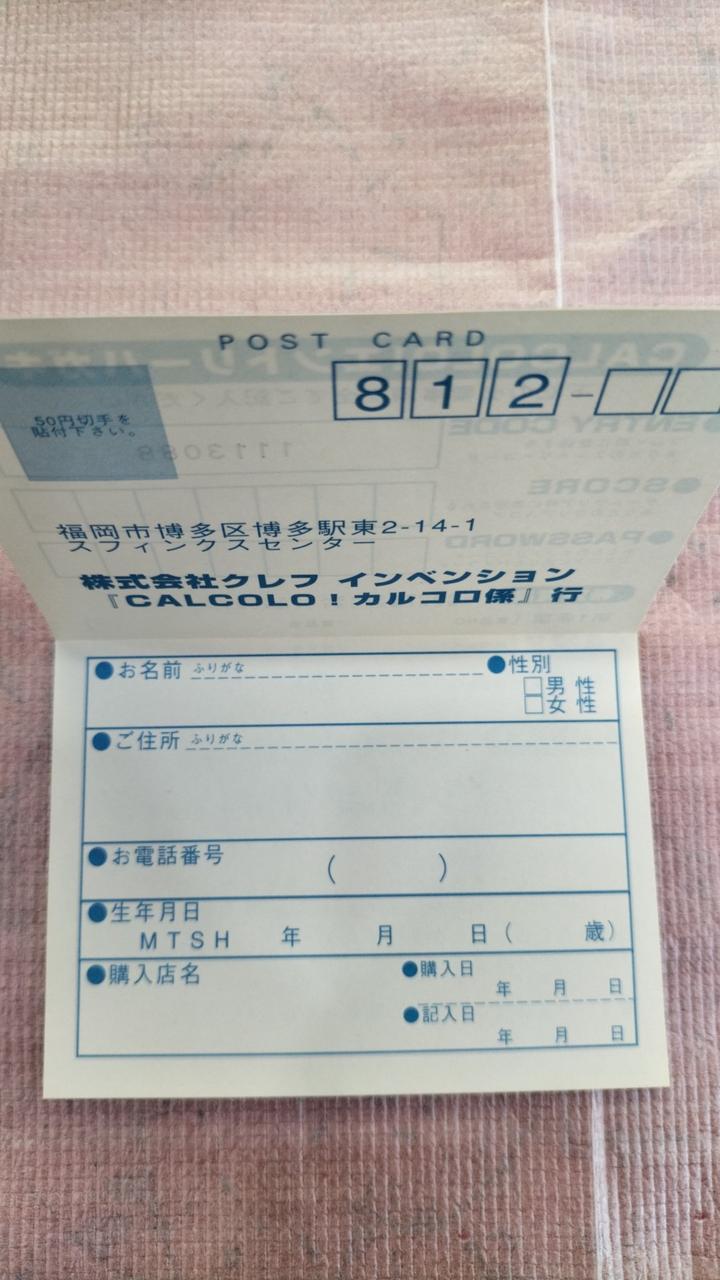 POST CARD
812-
50円切手を
貼付下さい。
福岡市博多区博多駅東2-14-1
スフィンクスセンター
株式会社クレフ インベンション
『CALCOLO！カルコロ係』行
●お名前 ふりがな
●性別
□男性
□女性
●ご住所 ふりがな
●お電話番号 （　　　）
●生年月日
MTSH 年 月 日（ 歳）
●購入店名
●購入日
年 月 日
●記入日
年 月 日